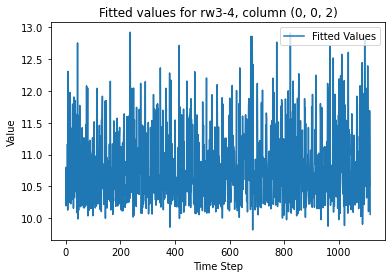 Fitted values for rw3-4, column (0, 0, 2)
Fitted Values
13.0
12.5
12.0
11.5
11.0
10.5
10.0
Value
0 200 400 600 800 1000
Time Step